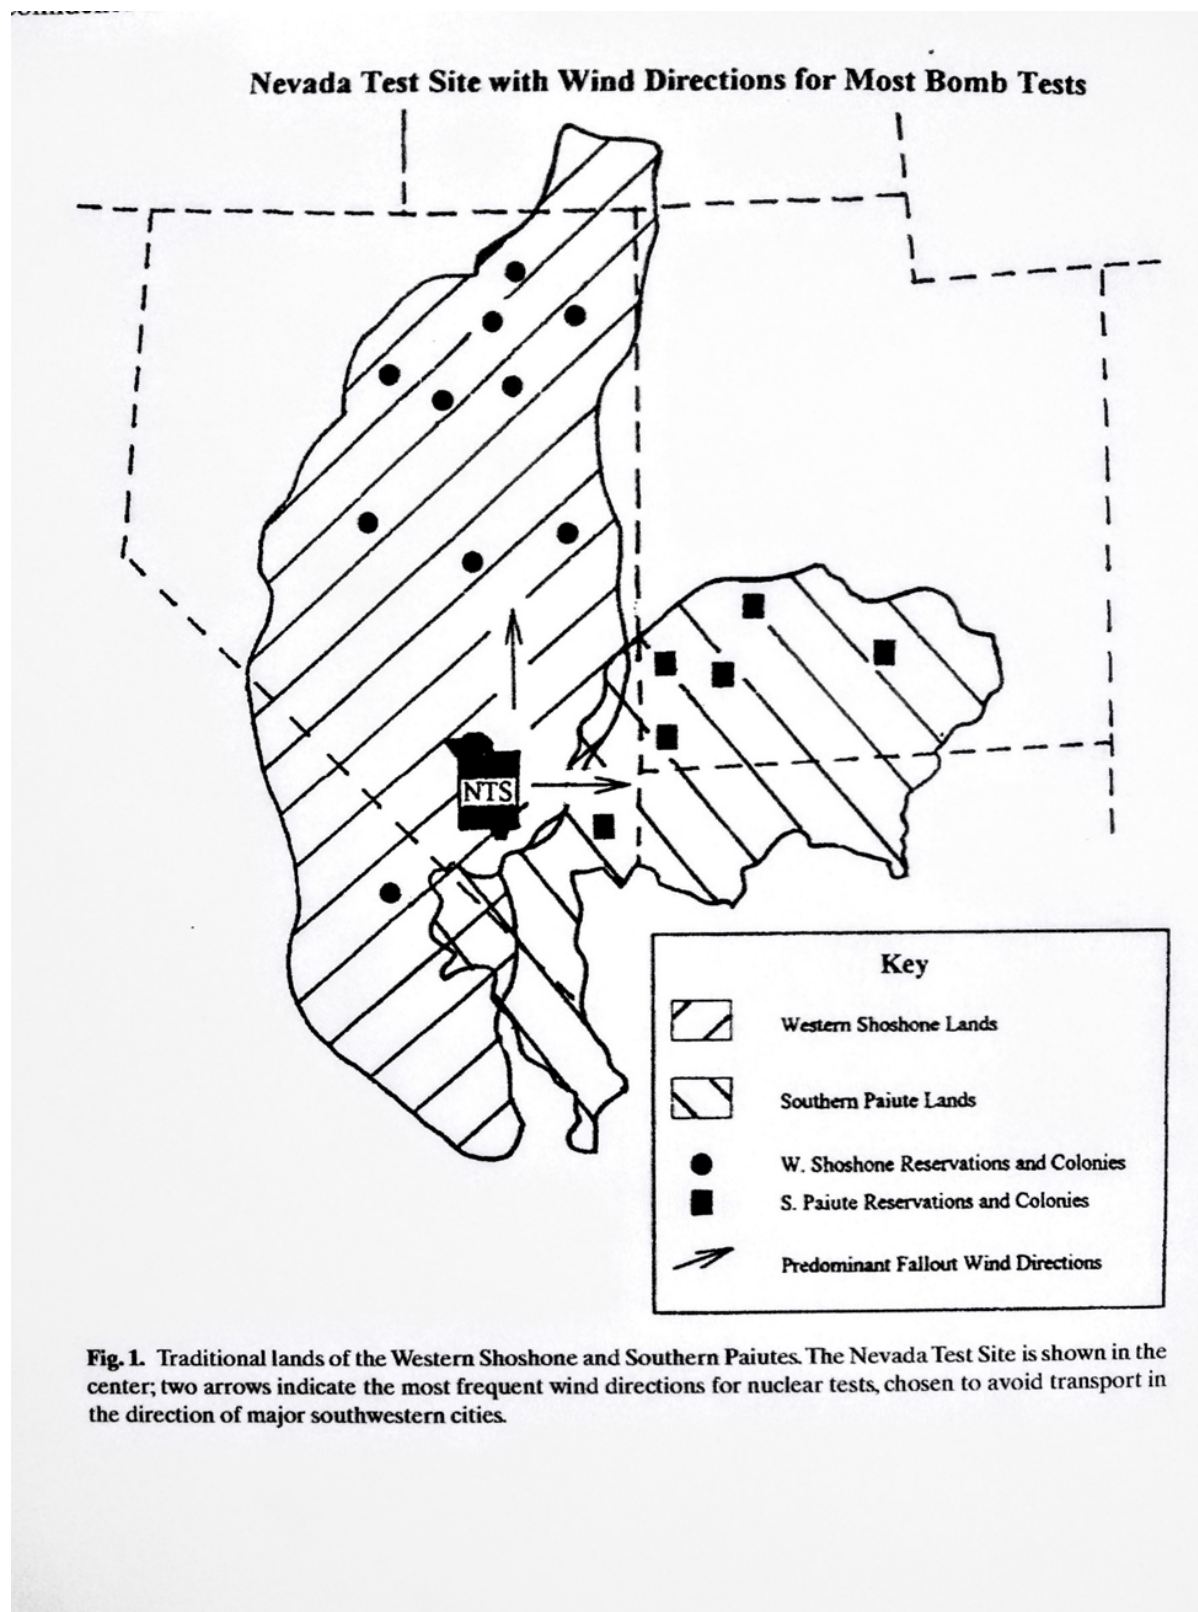 Nevada Test Site with Wind Directions for Most Bomb Tests
NTS
Key
Western Shoshone Lands
Southern Paiute Lands
W. Shoshone Reservations and Colonies
S. Paiute Reservations and Colonies
Predominant Fallout Wind Directions
Fig. 1. Traditional lands of the Western Shoshone and Southern Paiutes. The Nevada Test Site is shown in the
center; two arrows indicate the most frequent wind directions for nuclear tests, chosen to avoid transport in
the direction of major southwestern cities.